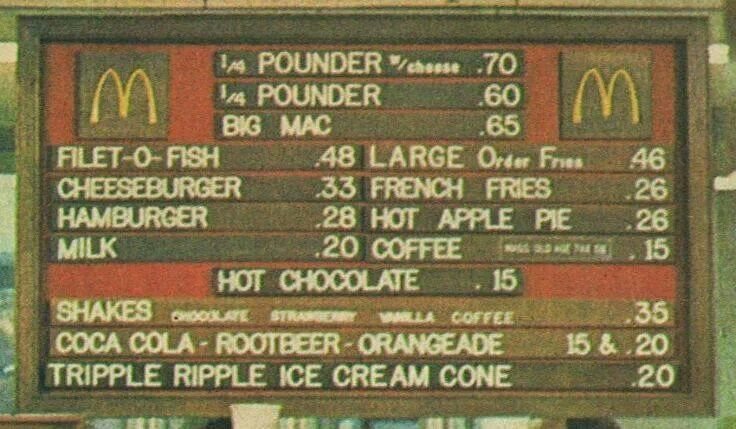 1/4 POUNDER W/cheese .70
1/4 POUNDER .60
BIG MAC .65
FILET-O-FISH .48 LARGE Order Fries .46
CHEESEBURGER .33 FRENCH FRIES .26
HAMBURGER .28 HOT APPLE PIE .26
MILK .20 COFFEE .15
HOT CHOCOLATE .15
SHAKES CHOCOLATE STRAWBERRY VANILLA COFFEE .35
COCA COLA - ROOTBEER - ORANGEADE 15 & .20
TRIPPLE RIPPLE ICE CREAM CONE .20